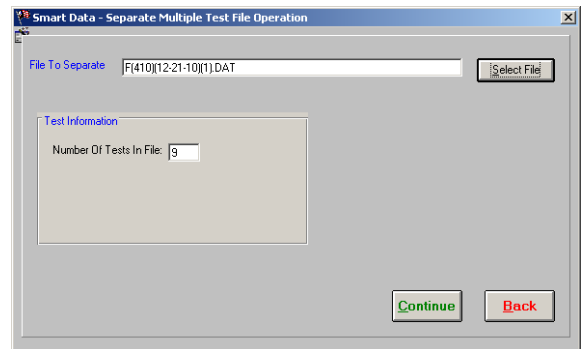 Smart Data - Separate Multiple Test File Operation
File To Separate F(410)(12-21-10)(1).DAT Select File
Test Information
Number Of Tests In File: 9
Continue Back